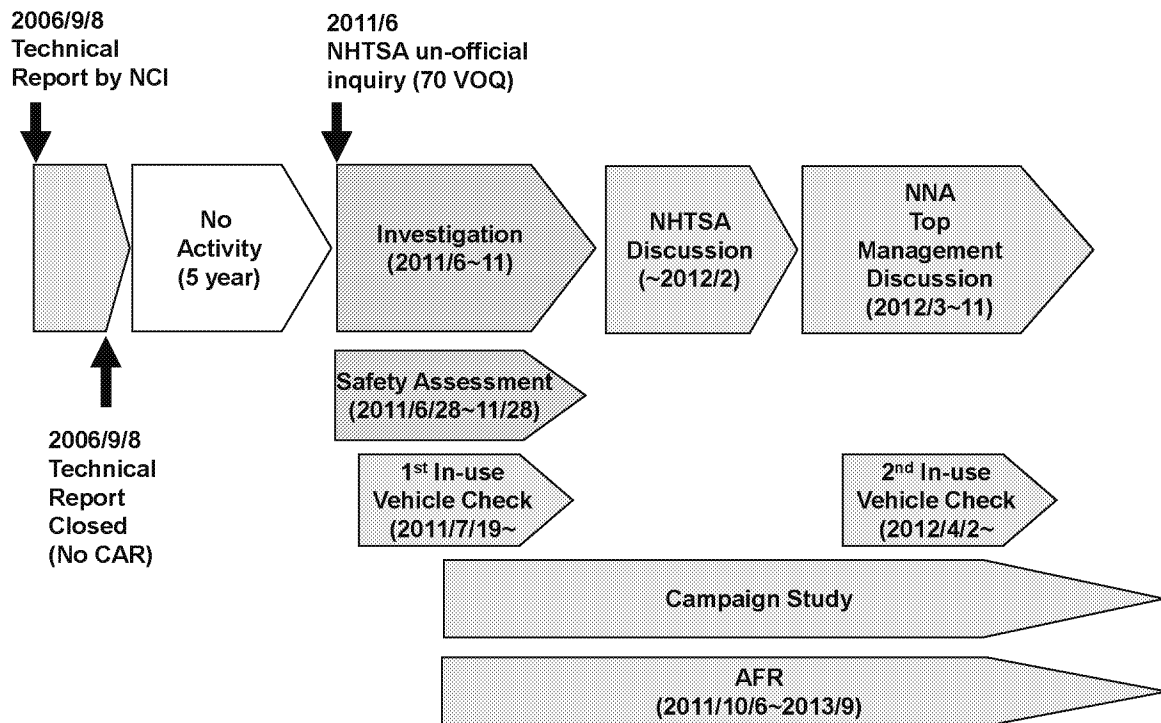 2006/9/8
Technical
Report by NCI
2011/6
NHTSA un-official
inquiry (70 VOQ)
No
Activity
(5 year)
Investigation
(2011/6~11)
NHTSA
Discussion
(~2012/2)
NNA
Top
Management
Discussion
(2012/3~11)
Safety Assessment
(2011/6/28~11/28)
2006/9/8
Technical
Report
Closed
(No CAR)
1st In-use
Vehicle Check
(2011/7/19~
2nd In-use
Vehicle Check
(2012/4/2~
Campaign Study
AFR
(2011/10/6~2013/9)